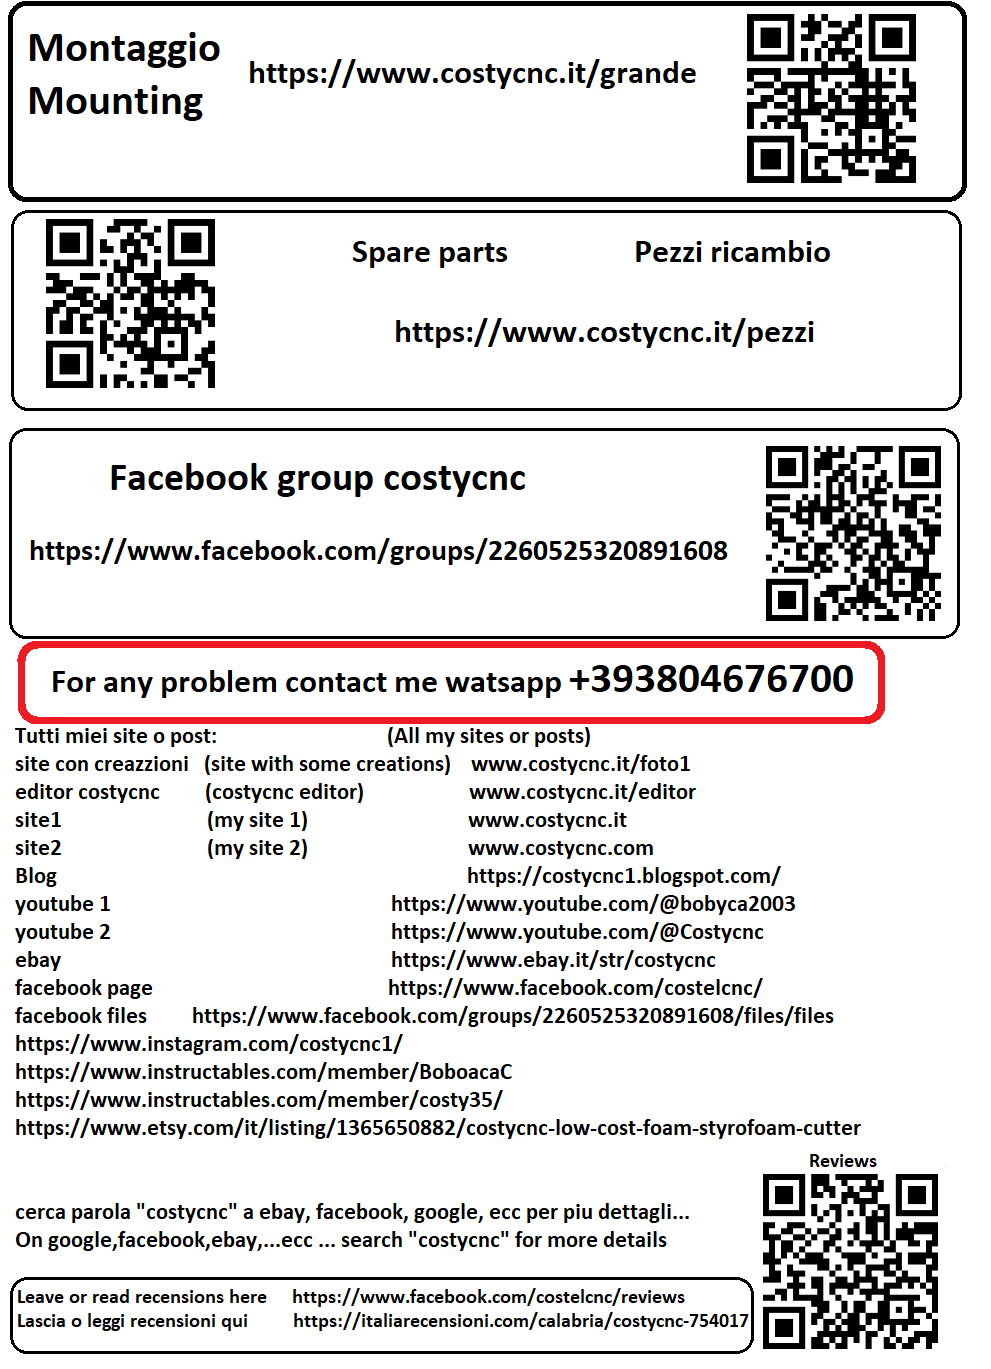 Montaggio
Mounting
https://www.costycnc.it/grande
Spare parts Pezzi ricambio
https://www.costycnc.it/pezzi
Facebook group costycnc
https://www.facebook.com/groups/2260525320891608
For any problem contact me watsapp +393804676700
Tutti miei site o post: (All my sites or posts)
site con creazzioni (site with some creations) www.costycnc.it/foto1
editor costycnc (costycnc editor) www.costycnc.it/editor
site1 (my site 1) www.costycnc.it
site2 (my site 2) www.costycnc.com
Blog https://costycnc1.blogspot.com/
youtube 1 https://www.youtube.com/@bobyca2003
youtube 2 https://www.youtube.com/@Costycnc
ebay https://www.ebay.it/str/costycnc
facebook page https://www.facebook.com/costelcnc/
facebook files https://www.facebook.com/groups/2260525320891608/files/files
https://www.instagram.com/costycnc1/
https://www.instructables.com/member/BoboacaC
https://www.instructables.com/member/costy35/
https://www.etsy.com/it/listing/1365650882/costycnc-low-cost-foam-styrofoam-cutter
Reviews
cerca parola "costycnc" a ebay, facebook, google, ecc per piu dettagli...
On google,facebook,ebay,...ecc ... search "costycnc" for more details
Leave or read recensions here https://www.facebook.com/costelcnc/reviews
Lascia o leggi recensioni qui https://italiarecensioni.com/calabria/costycnc-754017